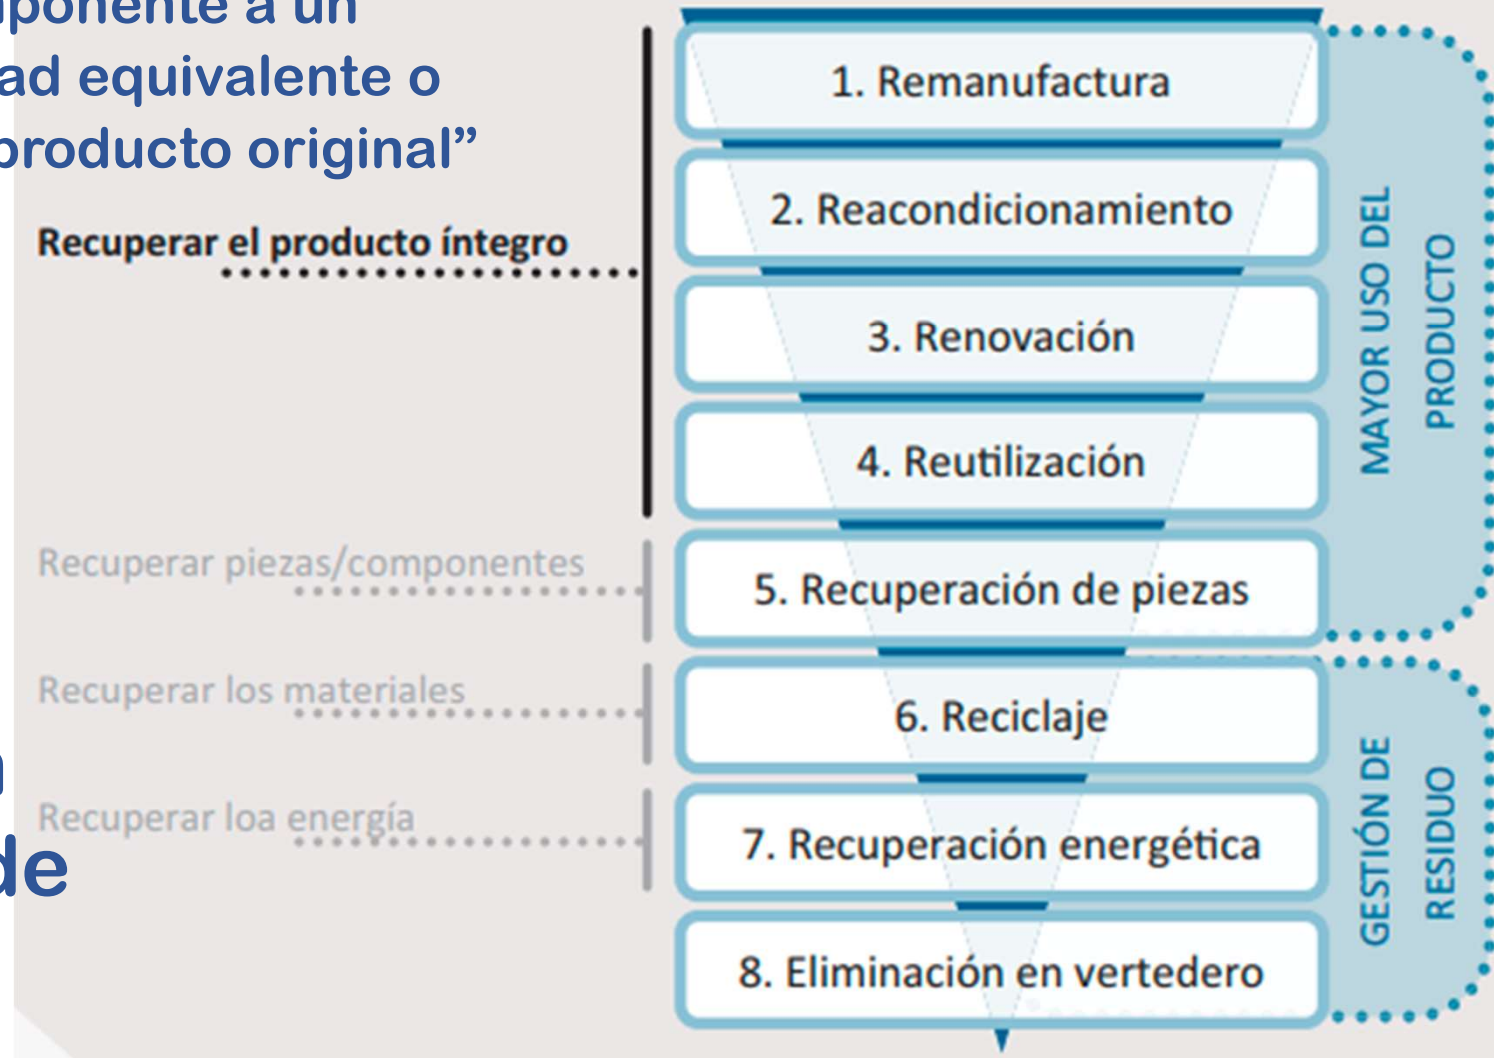 ponente a un
ad equivalente o
producto original”
Recuperar el producto íntegro
Recuperar piezas/componentes
Recuperar los materiales
Recuperar loa energía
de
1. Remanufactura
2. Reacondicionamiento
3. Renovación
4. Reutilización
5. Recuperación de piezas
6. Reciclaje
7. Recuperación energética
8. Eliminación en vertedero
MAYOR USO DEL
PRODUCTO
GESTIÓN DE
RESIDUO